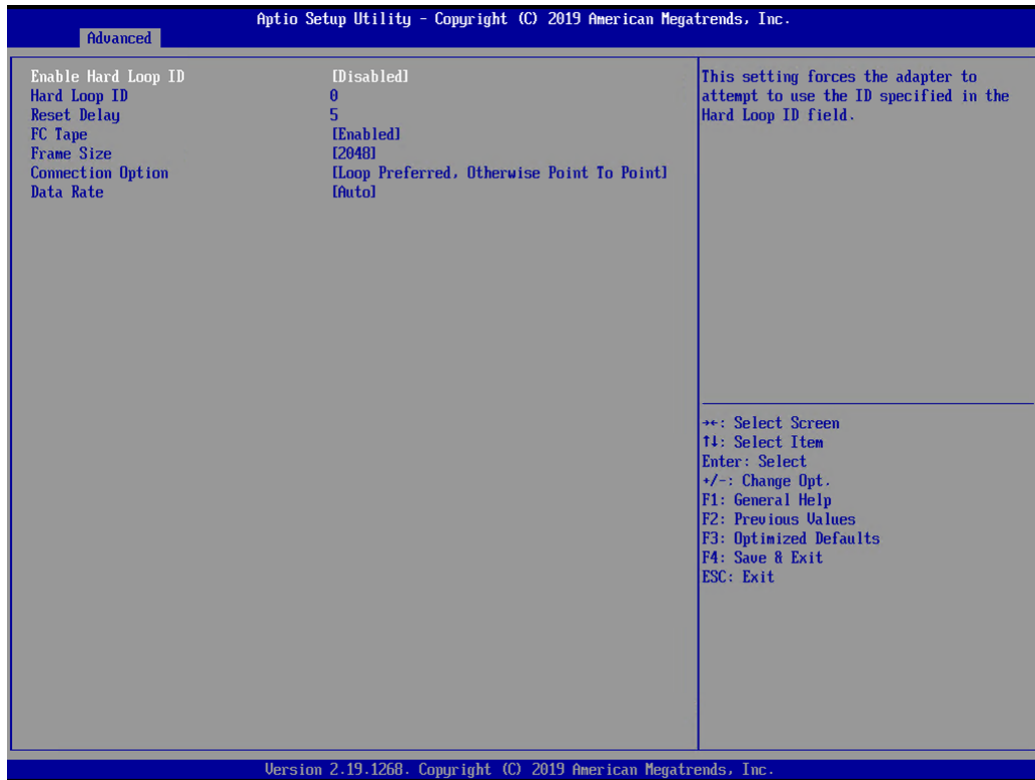 Aptio Setup Utility - Copyright (C) 2019 American Megatrends, Inc.
Advanced
Enable Hard Loop ID [Disabled]
Hard Loop ID 0
Reset Delay 5
FC Tape [Enabled]
Frame Size [2048]
Connection Option [Loop Preferred, Otherwise Point To Point]
Data Rate [Auto]
This setting forces the adapter to
attempt to use the ID specified in the
Hard Loop ID field.
→←: Select Screen
↑↓: Select Item
Enter: Select
+/-: Change Opt.
F1: General Help
F2: Previous Values
F3: Optimized Defaults
F4: Save & Exit
ESC: Exit
Version 2.19.1268. Copyright (C) 2019 American Megatrends, Inc.